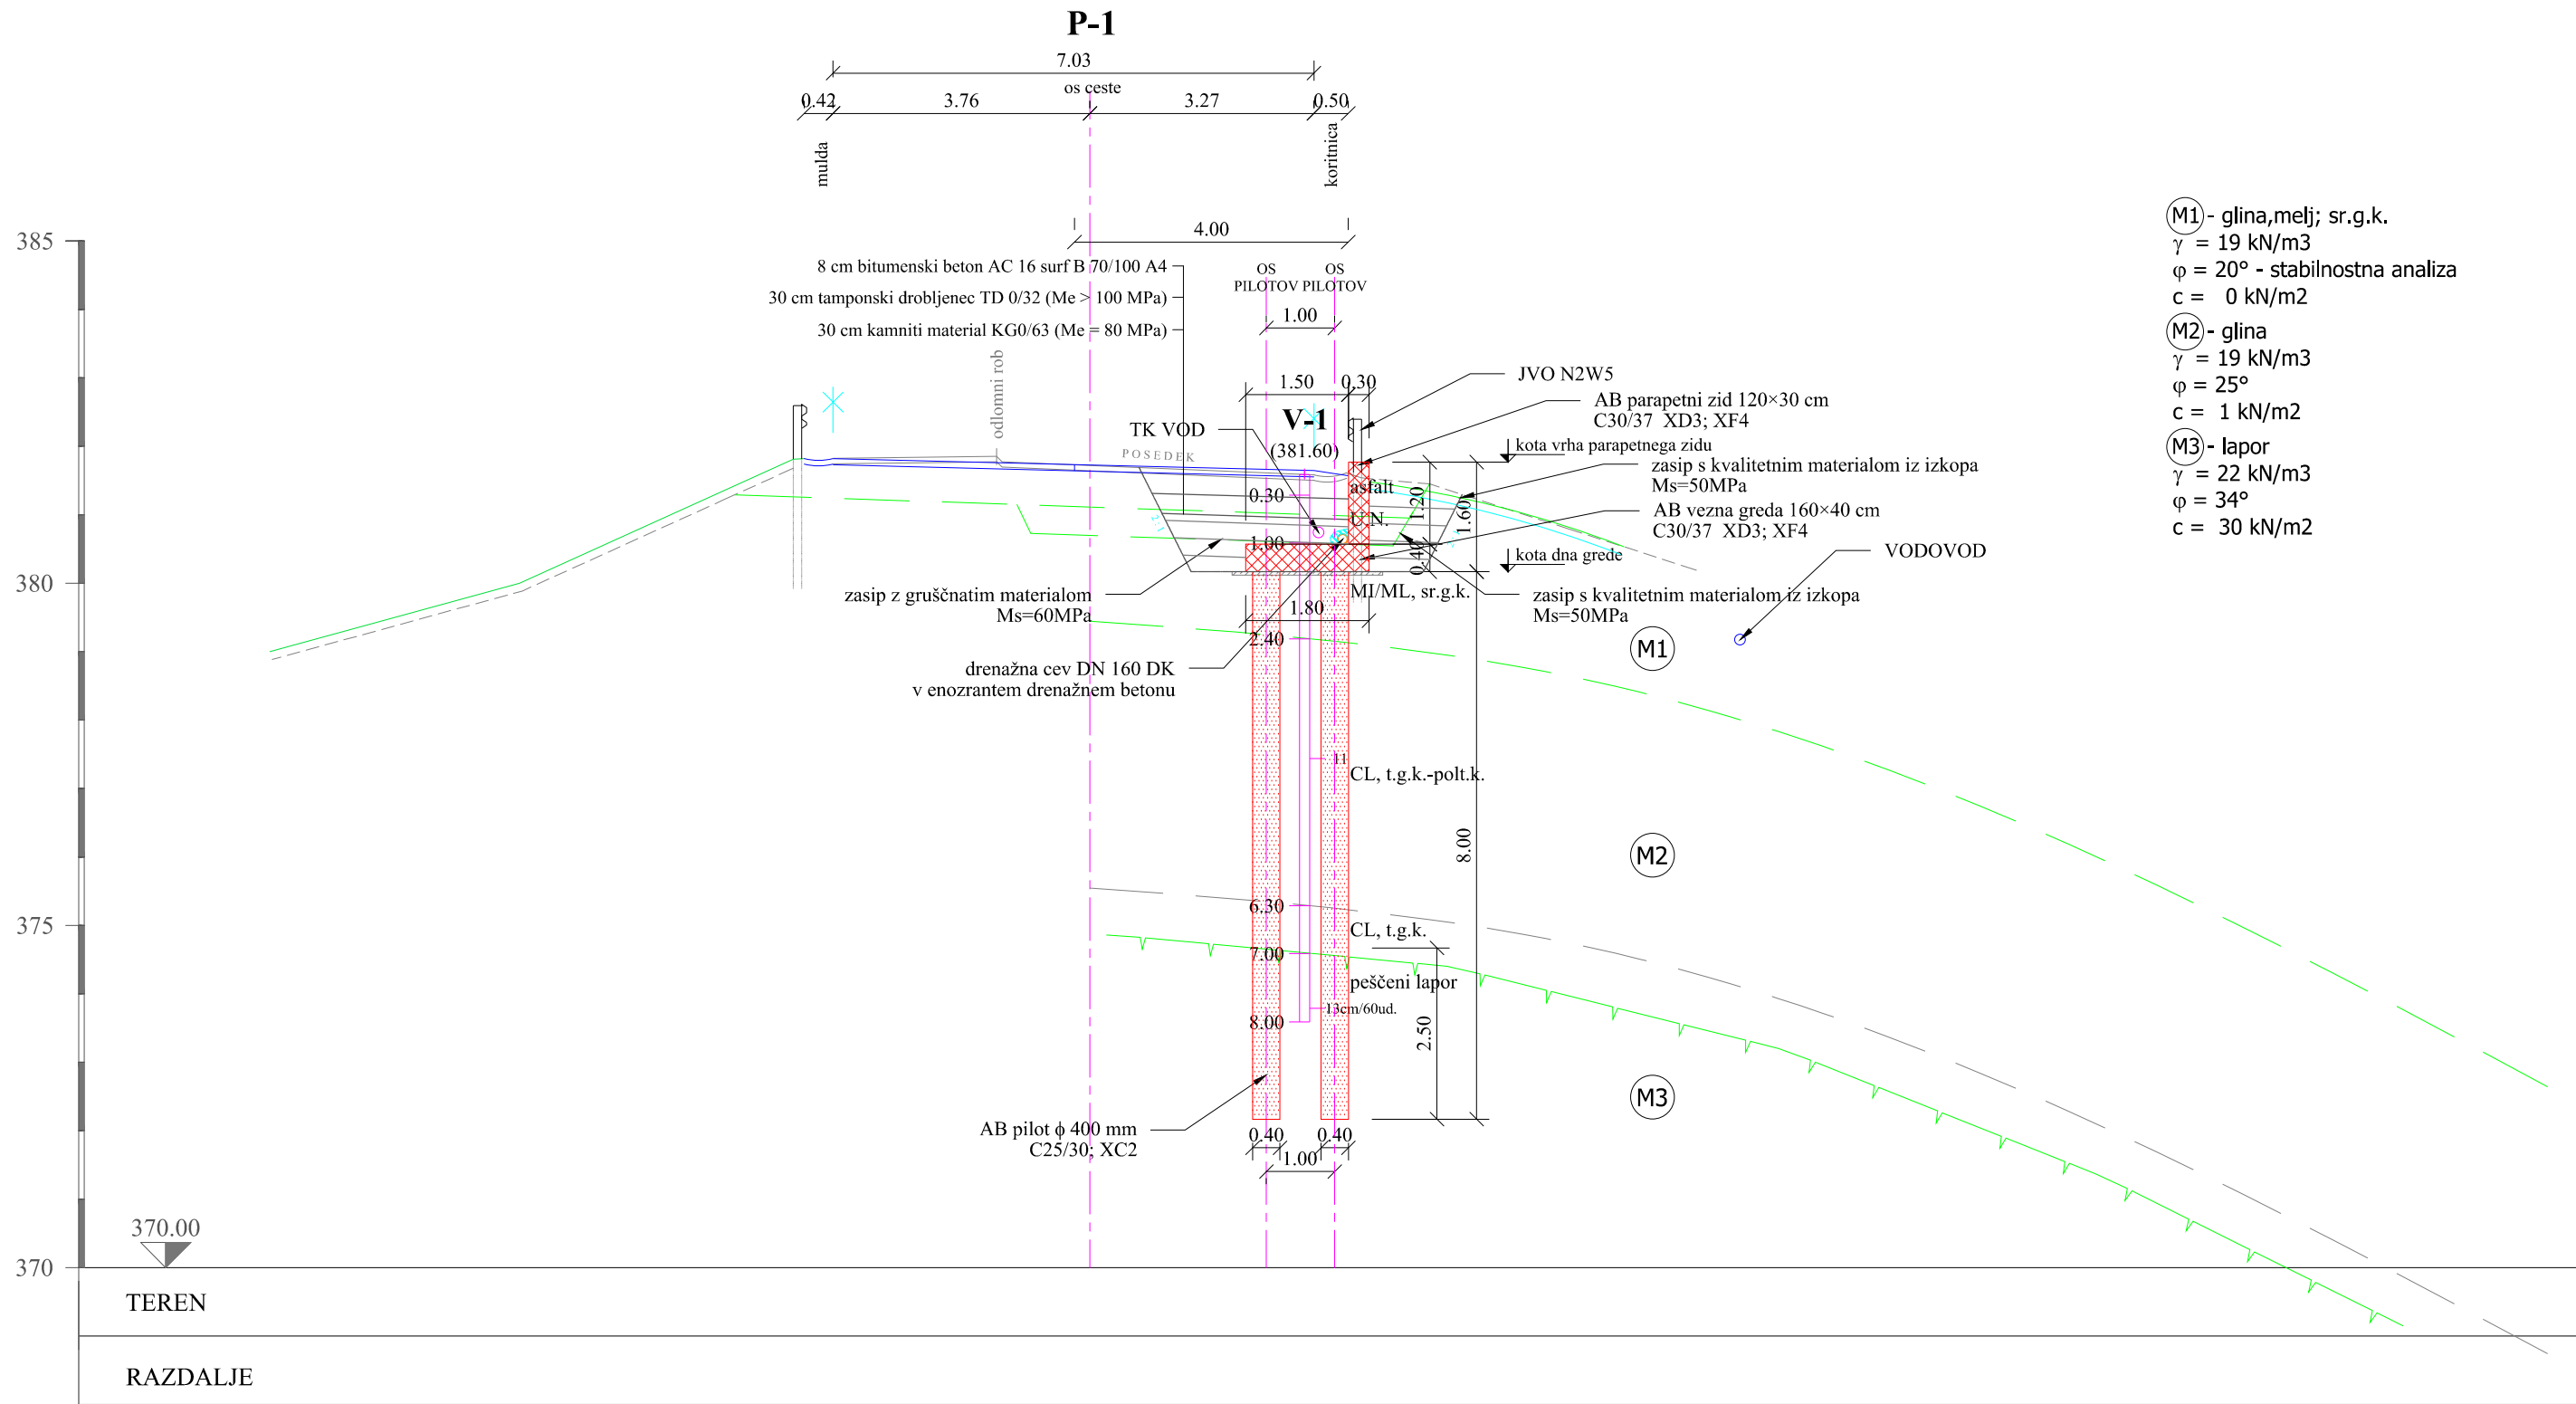 P-1
7.03
os ceste
0.42
3.76
3.27
0.50
mulda
koritnica
4.00
385
8 cm bitumenski beton AC 16 surf B 70/100 A4
30 cm tamponski drobljenec TD 0/32 (Me > 100 MPa)
30 cm kamniti material KG0/63 (Me = 80 MPa)
OS
PILOTOV
OS
PILOTOV
1.00
odlomni rob
1.50
0.30
V-1
(381.60)
TK VOD
POSEDEK
JVO N2W5
AB parapetni zid 120×30 cm
C30/37 XD3; XF4
kota vrha parapetnega zidu
zasip s kvalitetnim materialom iz izkopa
Ms=50MPa
AB vezna greda 160×40 cm
C30/37 XD3; XF4
kota dna grede
VODOVOD
zasip s kvalitetnim materialom iz izkopa
Ms=50MPa
asfalt
0.30
U.N.
1.00
1.20
1.60
0.40
2:1
380
zasip z gruščnatim materialom
Ms=60MPa
MI/ML, sr.g.k.
1.80
2.40
drenažna cev DN 160 DK
v enozrantem drenažnem betonu
11
CL, t.g.k.-polt.k.
8.00
6.30
CL, t.g.k.
375
7.00
peščeni lapor
13cm/60ud.
8.00
2.50
AB pilot ϕ 400 mm
C25/30; XC2
0.40
0.40
1.00
M1
M2
M3
M1 - glina,melj; sr.g.k.
γ = 19 kN/m3
φ = 20° - stabilnostna analiza
c = 0 kN/m2
M2 - glina
γ = 19 kN/m3
φ = 25°
c = 1 kN/m2
M3 - lapor
γ = 22 kN/m3
φ = 34°
c = 30 kN/m2
370.00
370
TEREN
RAZDALJE